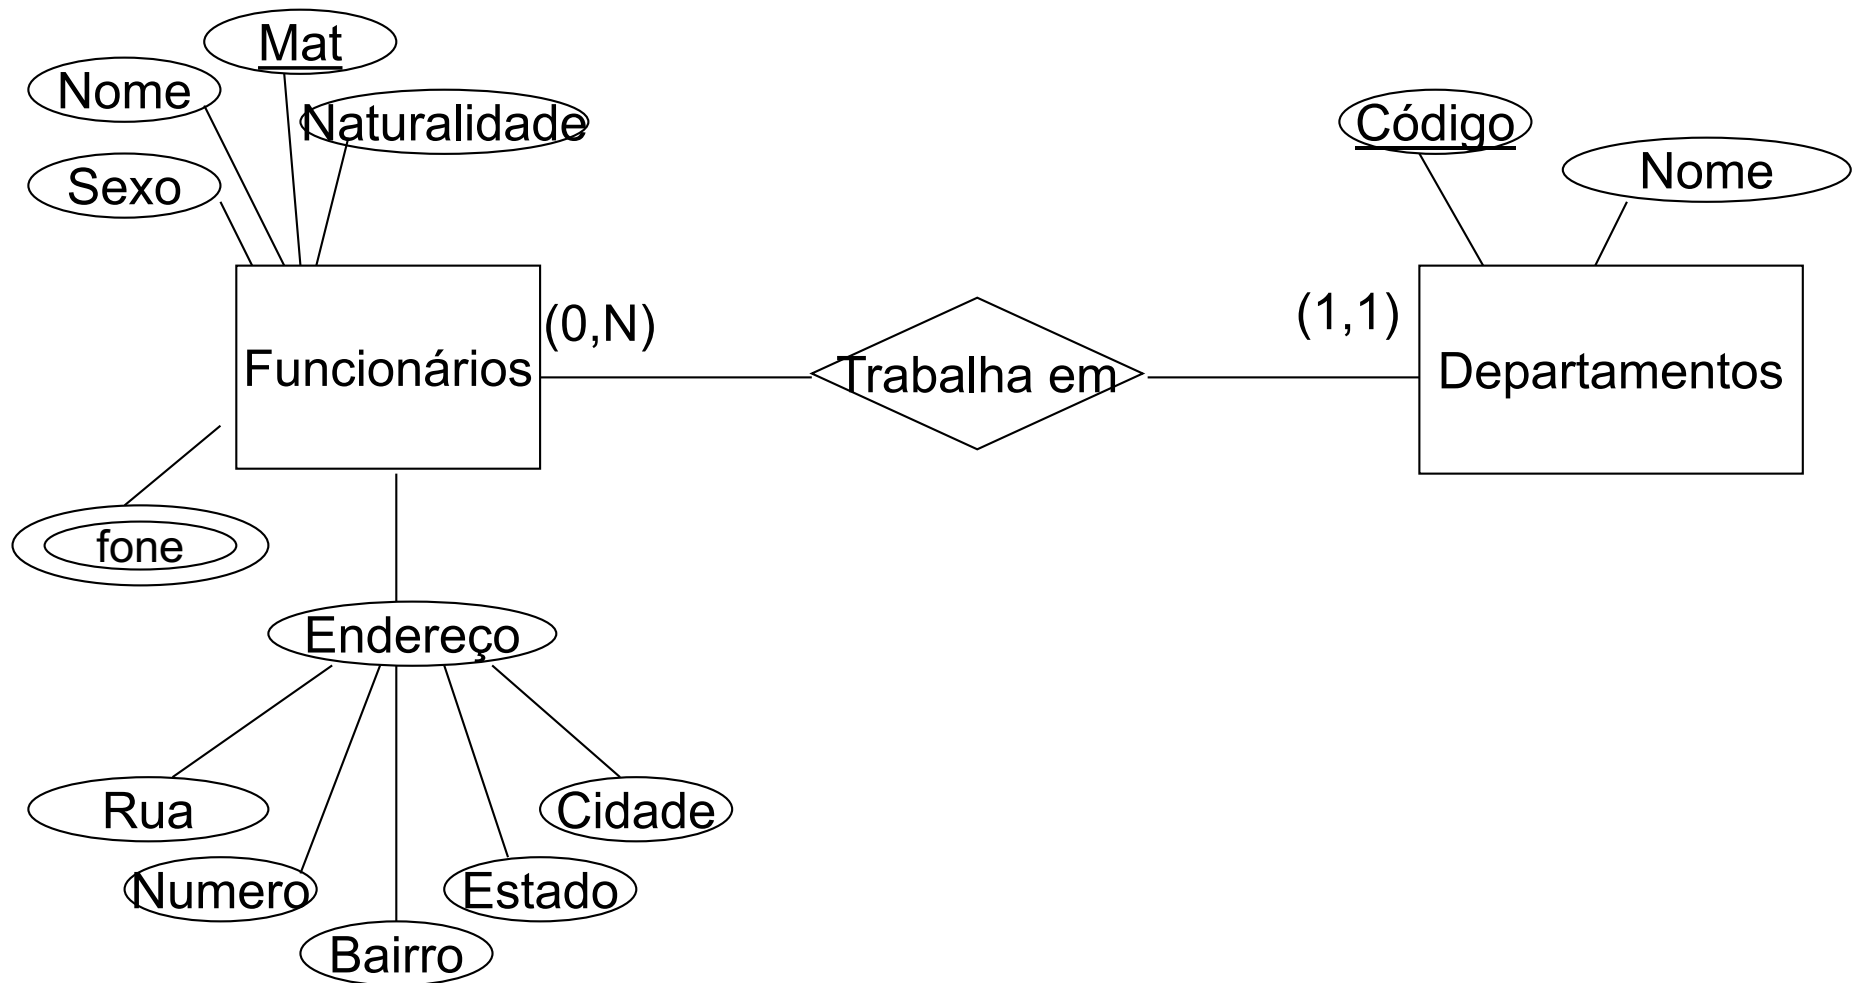 Mat
Nome
Naturalidade
Sexo
Código
Nome
Funcionários
(0,N)
Trabalha em
(1,1)
Departamentos
fone
Endereço
Rua
Cidade
Numero
Estado
Bairro